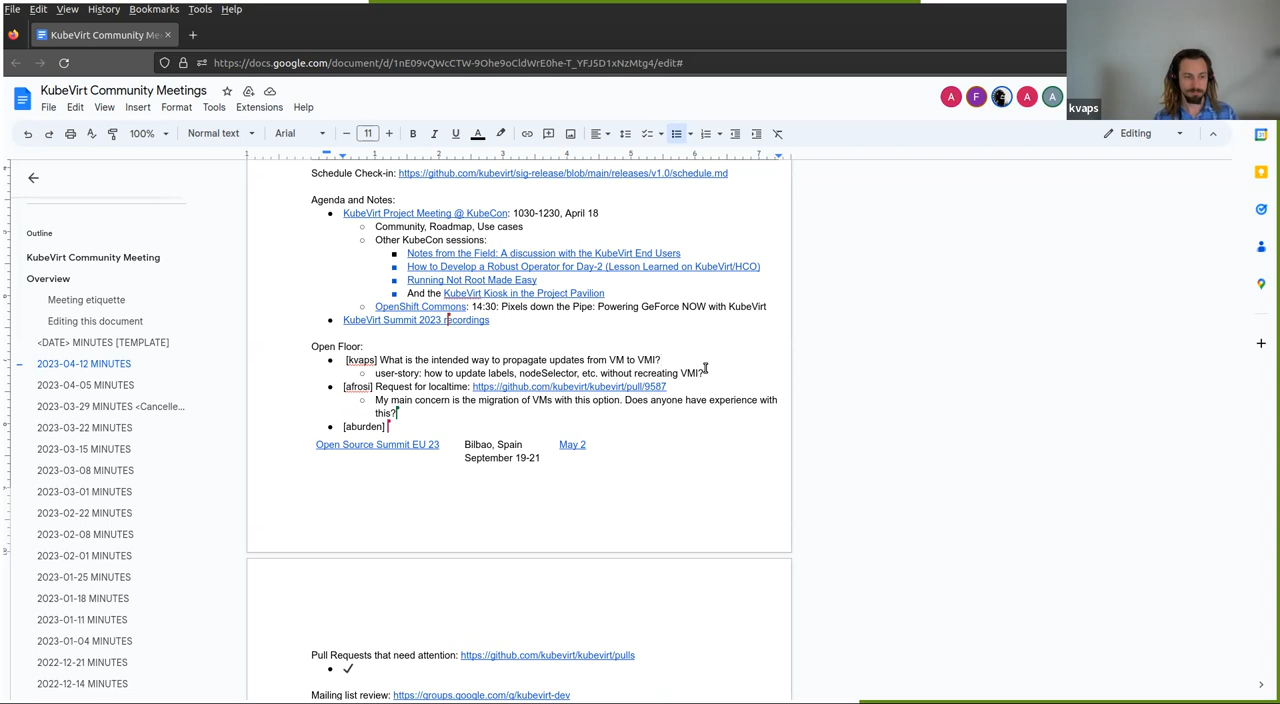 File Edit View History Bookmarks Tools Help
KubeVirt Community Me
https://docs.google.com/document/d/1nE09vQWcCTW-9Ohe9oCldWrE0he-T_YFJ5D1xNzMtg4/edit#
KubeVirt Community Meetings
File Edit View Insert Format Tools Extensions Help
A F A A
kvaps
100% Normal text Arial 11 B I U A Editing
1 1 2 3 4 5 6 7
Schedule Check-in: https://github.com/kubevirt/sig-release/blob/main/releases/v1.0/schedule.md
Agenda and Notes:
● KubeVirt Project Meeting @ KubeCon: 1030-1230, April 18
○ Community, Roadmap, Use cases
○ Other KubeCon sessions:
■ Notes from the Field: A discussion with the KubeVirt End Users
■ How to Develop a Robust Operator for Day-2 (Lesson Learned on KubeVirt/HCO)
■ Running Not Root Made Easy
■ And the KubeVirt Kiosk in the Project Pavilion
○ OpenShift Commons: 14:30: Pixels down the Pipe: Powering GeForce NOW with KubeVirt
● KubeVirt Summit 2023 recordings
Open Floor:
● [kvaps] What is the intended way to propagate updates from VM to VMI?
○ user-story: how to update labels, nodeSelector, etc. without recreating VMI?
● [afrosi] Request for localtime: https://github.com/kubevirt/kubevirt/pull/9587
○ My main concern is the migration of VMs with this option. Does anyone have experience with
this?
● [aburden]
Open Source Summit EU 23 Bilbao, Spain May 2
September 19-21
Pull Requests that need attention: https://github.com/kubevirt/kubevirt/pulls
● ✓
Mailing list review: https://groups.google.com/g/kubevirt-dev
Outline
KubeVirt Community Meeting
Overview
Meeting etiquette
Editing this document
<DATE> MINUTES [TEMPLATE]
2023-04-12 MINUTES
2023-04-05 MINUTES
2023-03-29 MINUTES <Cancelle...
2023-03-22 MINUTES
2023-03-15 MINUTES
2023-03-08 MINUTES
2023-03-01 MINUTES
2023-02-22 MINUTES
2023-02-08 MINUTES
2023-02-01 MINUTES
2023-01-25 MINUTES
2023-01-18 MINUTES
2023-01-11 MINUTES
2023-01-04 MINUTES
2022-12-21 MINUTES
2022-12-14 MINUTES